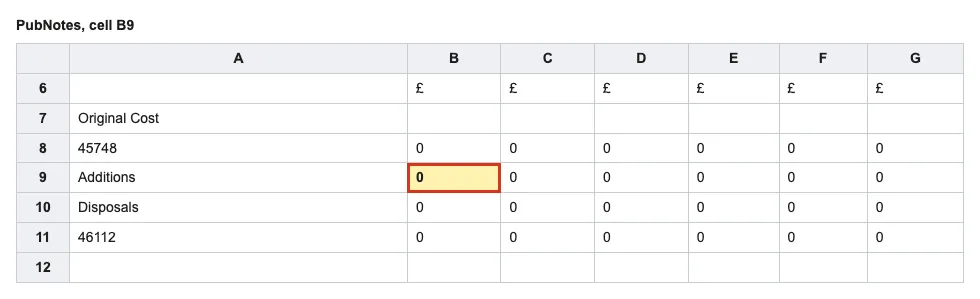 PubNotes, cell B9
A B C D E F G
6 £ £ £ £ £ £
7 Original Cost
8 45748 0 0 0 0 0 0
9 Additions 0 0 0 0 0 0
10 Disposals 0 0 0 0 0 0
11 46112 0 0 0 0 0 0
12